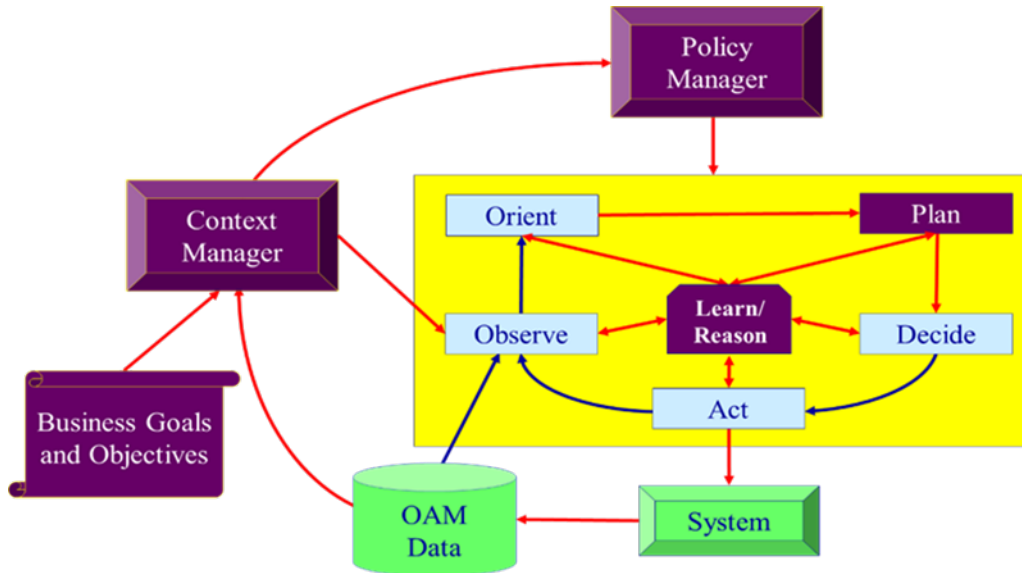 Policy
Manager
Context
Manager
Orient
Plan
Learn/
Reason
Observe
Decide
Act
Business Goals
and Objectives
OAM
Data
System